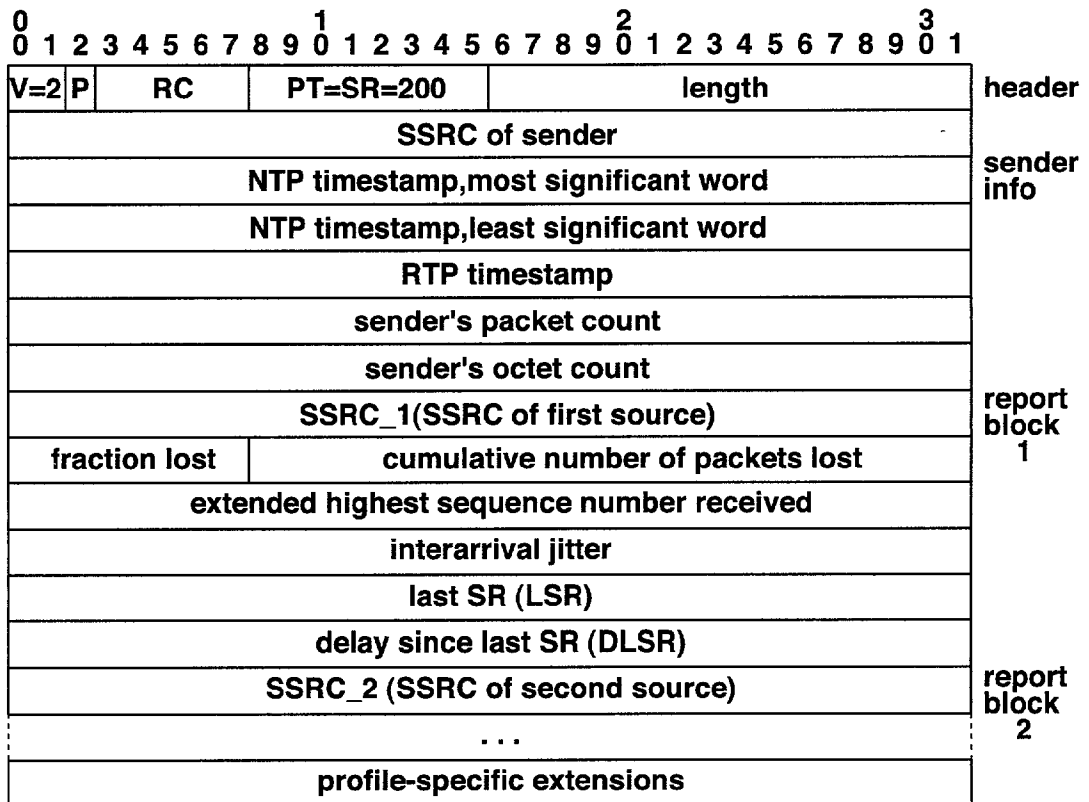 0 1 2 3
0 1 2 3 4 5 6 7 8 9 0 1 2 3 4 5 6 7 8 9 0 1 2 3 4 5 6 7 8 9 0 1
V=2 P RC PT=SR=200 length header
SSRC of sender
NTP timestamp,most significant word sender info
NTP timestamp,least significant word
RTP timestamp
sender's packet count
sender's octet count
SSRC_1(SSRC of first source) report block 1
fraction lost cumulative number of packets lost
extended highest sequence number received
interarrival jitter
last SR (LSR)
delay since last SR (DLSR)
SSRC_2 (SSRC of second source) report block 2
...
profile-specific extensions